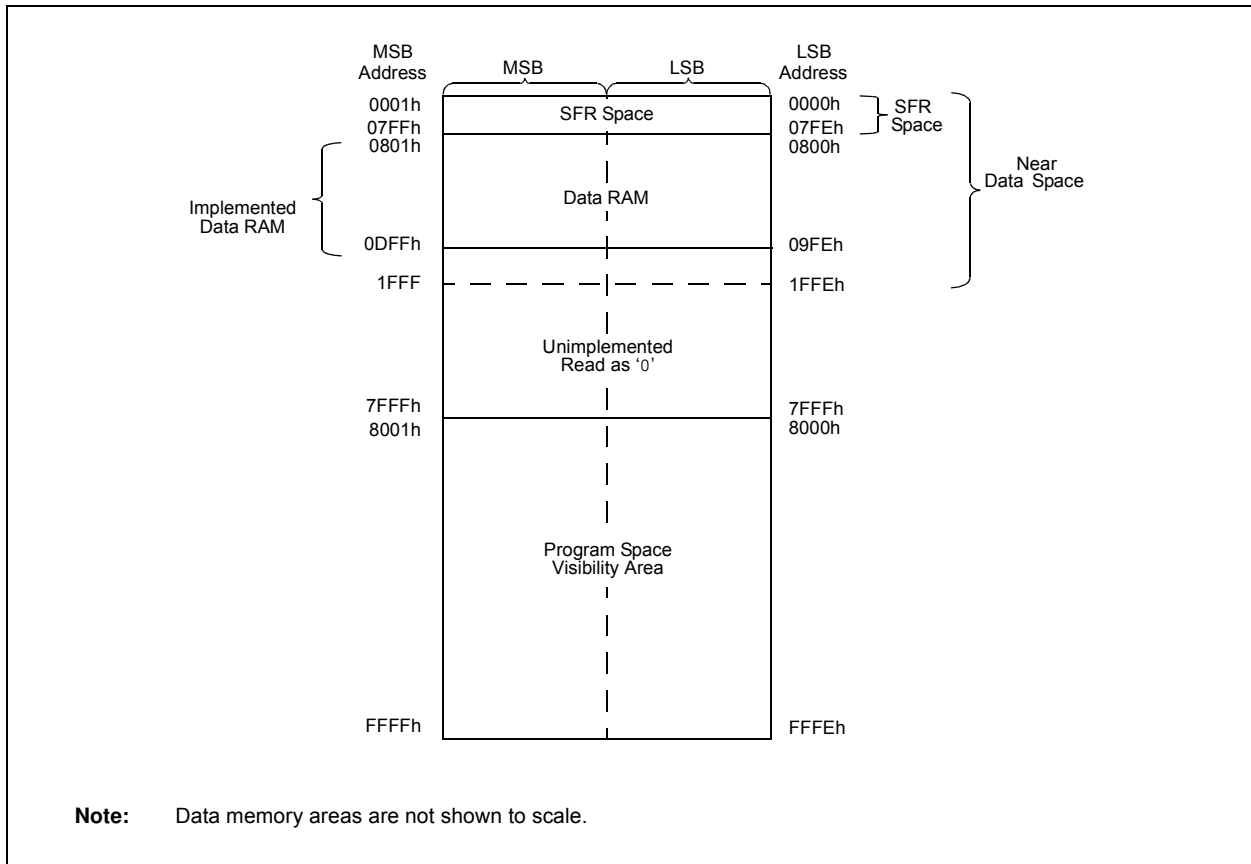 MSB
Address
MSB
LSB
LSB
Address
0001h
SFR Space
0000h
SFR
Space
07FFh
07FEh
0801h
0800h
Implemented
Data RAM
Data RAM
Near
Data Space
0DFFh
09FEh
1FFF
1FFEh
Unimplemented
Read as ‘0’
7FFFh
7FFFh
8001h
8000h
Program Space
Visibility Area
FFFFh
FFFEh
Note: Data memory areas are not shown to scale.